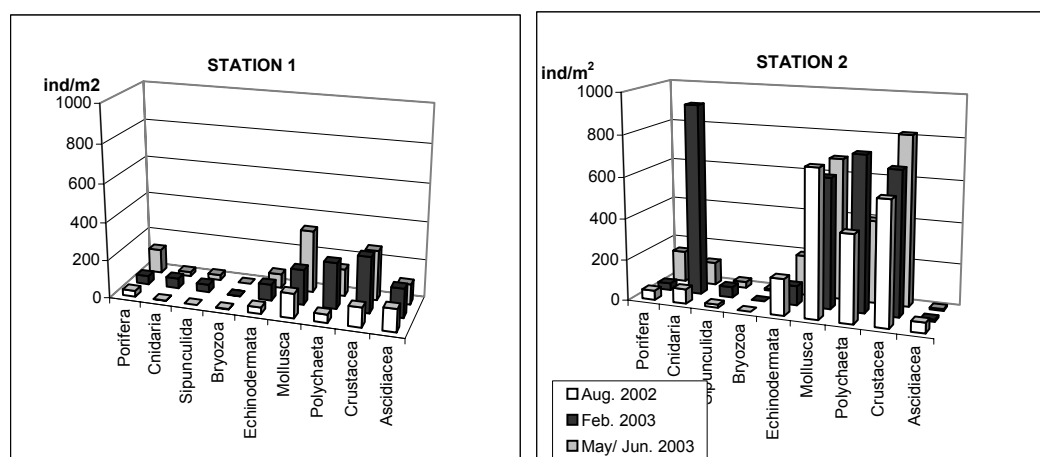 STATION 1
ind/m2
1000
800
600
400
200
0
Porifera
Cnidaria
Sipunculida
Bryozoa
Echinodermata
Mollusca
Polychaeta
Crustacea
Ascidiacea
STATION 2
ind/m²
1000
800
600
400
200
0
Porifera
Cnidaria
Bryozoa
Echinodermata
Mollusca
Polychaeta
Crustacea
Ascidiacea
Aug. 2002
Feb. 2003
May/ Jun. 2003